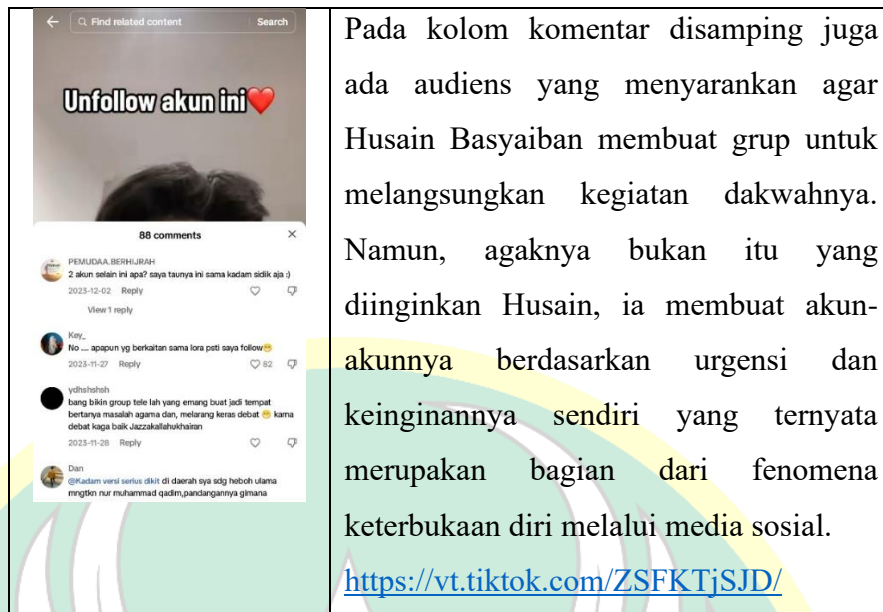 Find related content
Search
Unfollow akun ini❤️
88 comments
PEMUDAA.BERHIJRAH
2 akun selain ini apa? saya taunya ini sama kadam sidik aja :)
2023-12-02 Reply
View 1 reply
Key_
No .... apapun yg berkaitan sama lora psti saya follow😁
2023-11-27 Reply
82
ydhshshsh
bang bikin group tele lah yang emang buat jadi tempat
bertanya masalah agama dan, melarang keras debat 😁 karna
debat kaga baik Jazzakallahukhairan
2023-11-28 Reply
Dan
@Kadam versi serius dikit di daerah sya sdg heboh ulama
mngtkn nur muhammad qadim,pandangannya gimana
Pada kolom komentar disamping juga
ada audiens yang menyarankan agar
Husain Basyaiban membuat grup untuk
melangsungkan kegiatan dakwahnya.
Namun, agaknya bukan itu yang
diinginkan Husain, ia membuat akun-
akunnya berdasarkan urgensi dan
keinginannya sendiri yang ternyata
merupakan bagian dari fenomena
keterbukaan diri melalui media sosial.
https://vt.tiktok.com/ZSFKTjSJD/